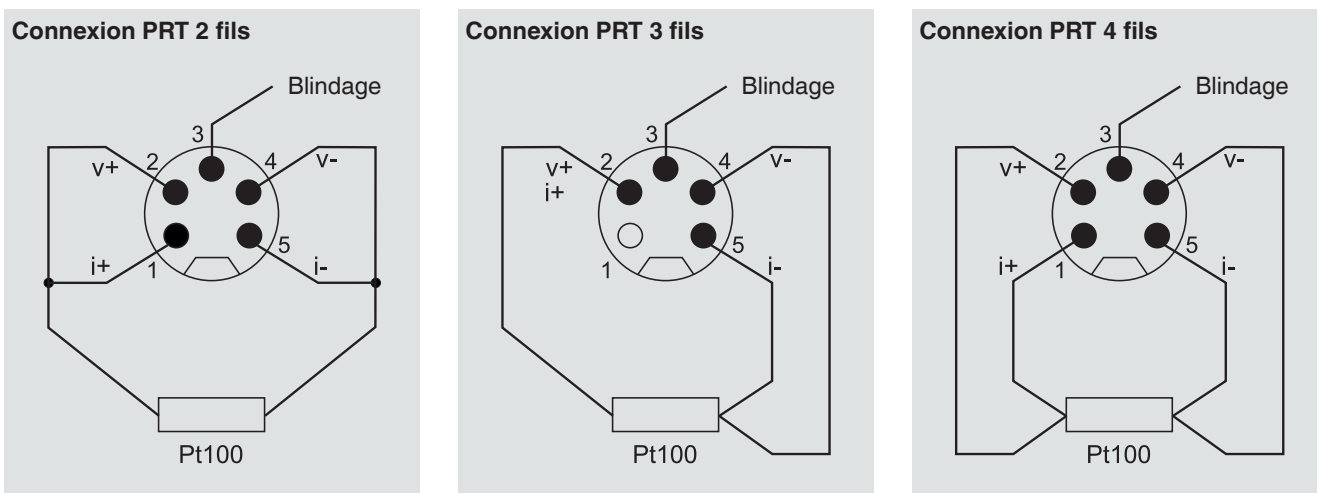 Connexion PRT 2 fils
Blindage
3
v+
2
4
v-
i+
1
5
i-
Pt100
Connexion PRT 3 fils
Blindage
3
v+
2
4
v-
i+
1
5
i-
Pt100
Connexion PRT 4 fils
Blindage
3
v+
2
4
v-
i+
1
5
i-
Pt100